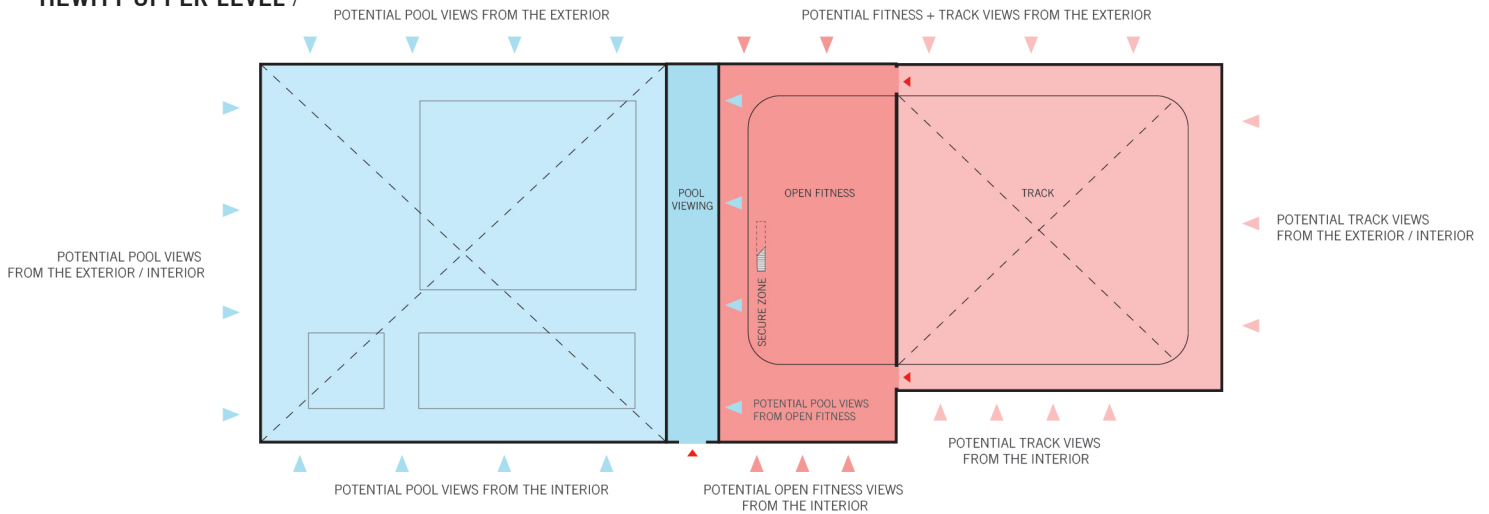 HEWITT UPPER LEVEL /
POTENTIAL POOL VIEWS FROM THE EXTERIOR
POTENTIAL FITNESS + TRACK VIEWS FROM THE EXTERIOR
POOL
VIEWING
OPEN FITNESS
TRACK
POTENTIAL TRACK VIEWS
FROM THE EXTERIOR / INTERIOR
POTENTIAL POOL VIEWS
FROM THE EXTERIOR / INTERIOR
SECURE ZONE
POTENTIAL POOL VIEWS
FROM OPEN FITNESS
POTENTIAL TRACK VIEWS
FROM THE INTERIOR
POTENTIAL POOL VIEWS FROM THE INTERIOR
POTENTIAL OPEN FITNESS VIEWS
FROM THE INTERIOR